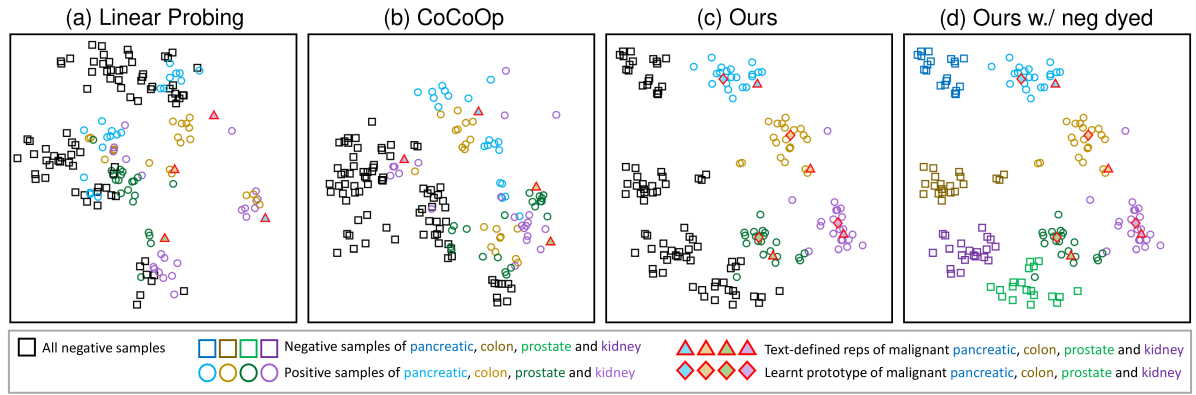 (a) Linear Probing
(b) CoCoOp
(c) Ours
(d) Ours w./ neg dyed
All negative samples
Negative samples of pancreatic, colon, prostate and kidney
Positive samples of pancreatic, colon, prostate and kidney
Text-defined reps of malignant pancreatic, colon, prostate and kidney
Learnt prototype of malignant pancreatic, colon, prostate and kidney